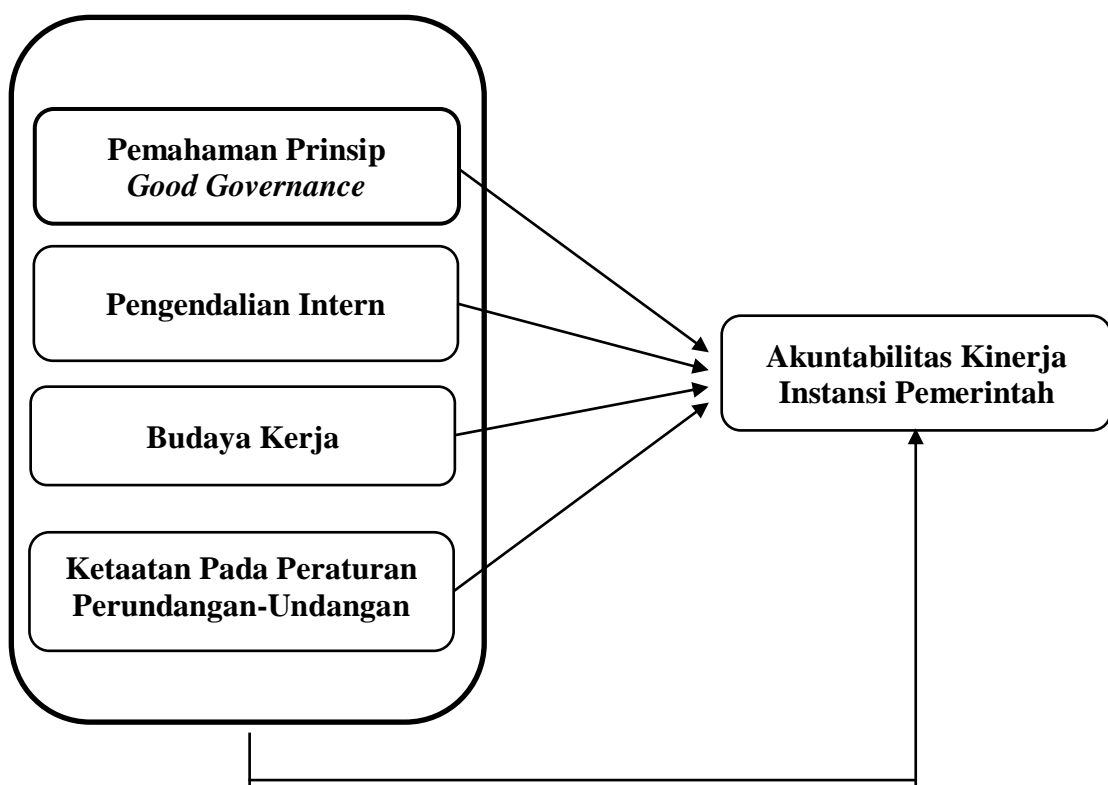 Pemahaman Prinsip
Good Governance
Pengendalian Intern
Budaya Kerja
Ketaatan Pada Peraturan
Perundangan-Undangan
Akuntabilitas Kinerja
Instansi Pemerintah